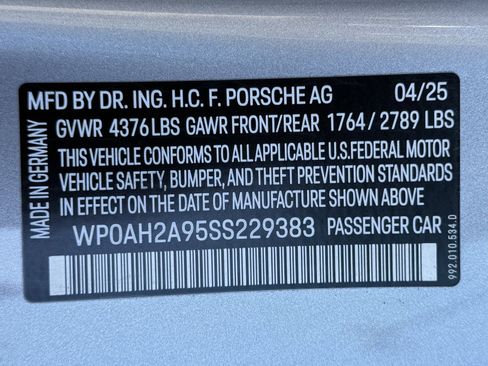 MFD BY DR. ING. H.C. F. PORSCHE AG 04/25
GVWR 4376 LBS GAWR FRONT/REAR 1764 / 2789 LBS
THIS VEHICLE CONFORMS TO ALL APPLICABLE U.S. FEDERAL MOTOR
VEHICLE SAFETY, BUMPER, AND THEFT PREVENTION STANDARDS
IN EFFECT ON THE DATE OF MANUFACTURE SHOWN ABOVE.
WP0AH2A95SS229383 PASSENGER CAR
MADE IN GERMANY
992.010.534.D